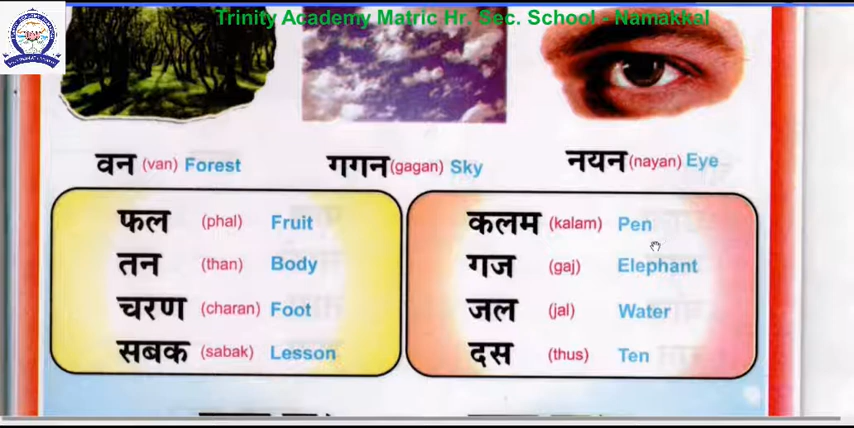 Trinity Academy Matric Hr. Sec. School - Namakkal
वन (van) Forest
गगन (gagan) Sky
नयन (nayan) Eye
फल (phal) Fruit
तन (than) Body
चरण (charan) Foot
सबक (sabak) Lesson
कलम (kalam) Pen
गज (gaj) Elephant
जल (jal) Water
दस (thus) Ten